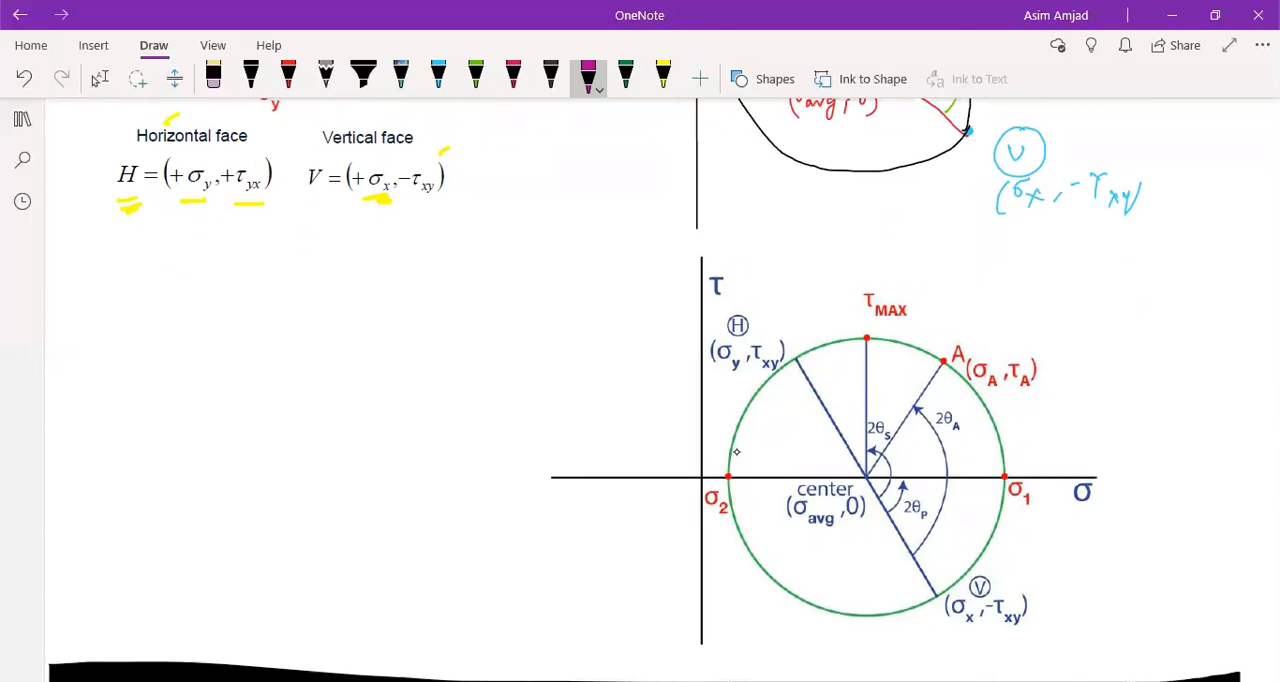 OneNote
Asim Amjad
Home Insert Draw View Help
Share
Shapes
Ink to Shape
Ink to Text
y
Horizontal face
Vertical face
H = (+σy,+τyx)
V = (+σx,-τxy)
V
(σx, -τxy)
τ
τMAX
H
(σy,τxy)
A(σA,τA)
2θS
2θA
center
(σavg,0)
2θP
σ2
σ1
σ
V
(σx,-τxy)